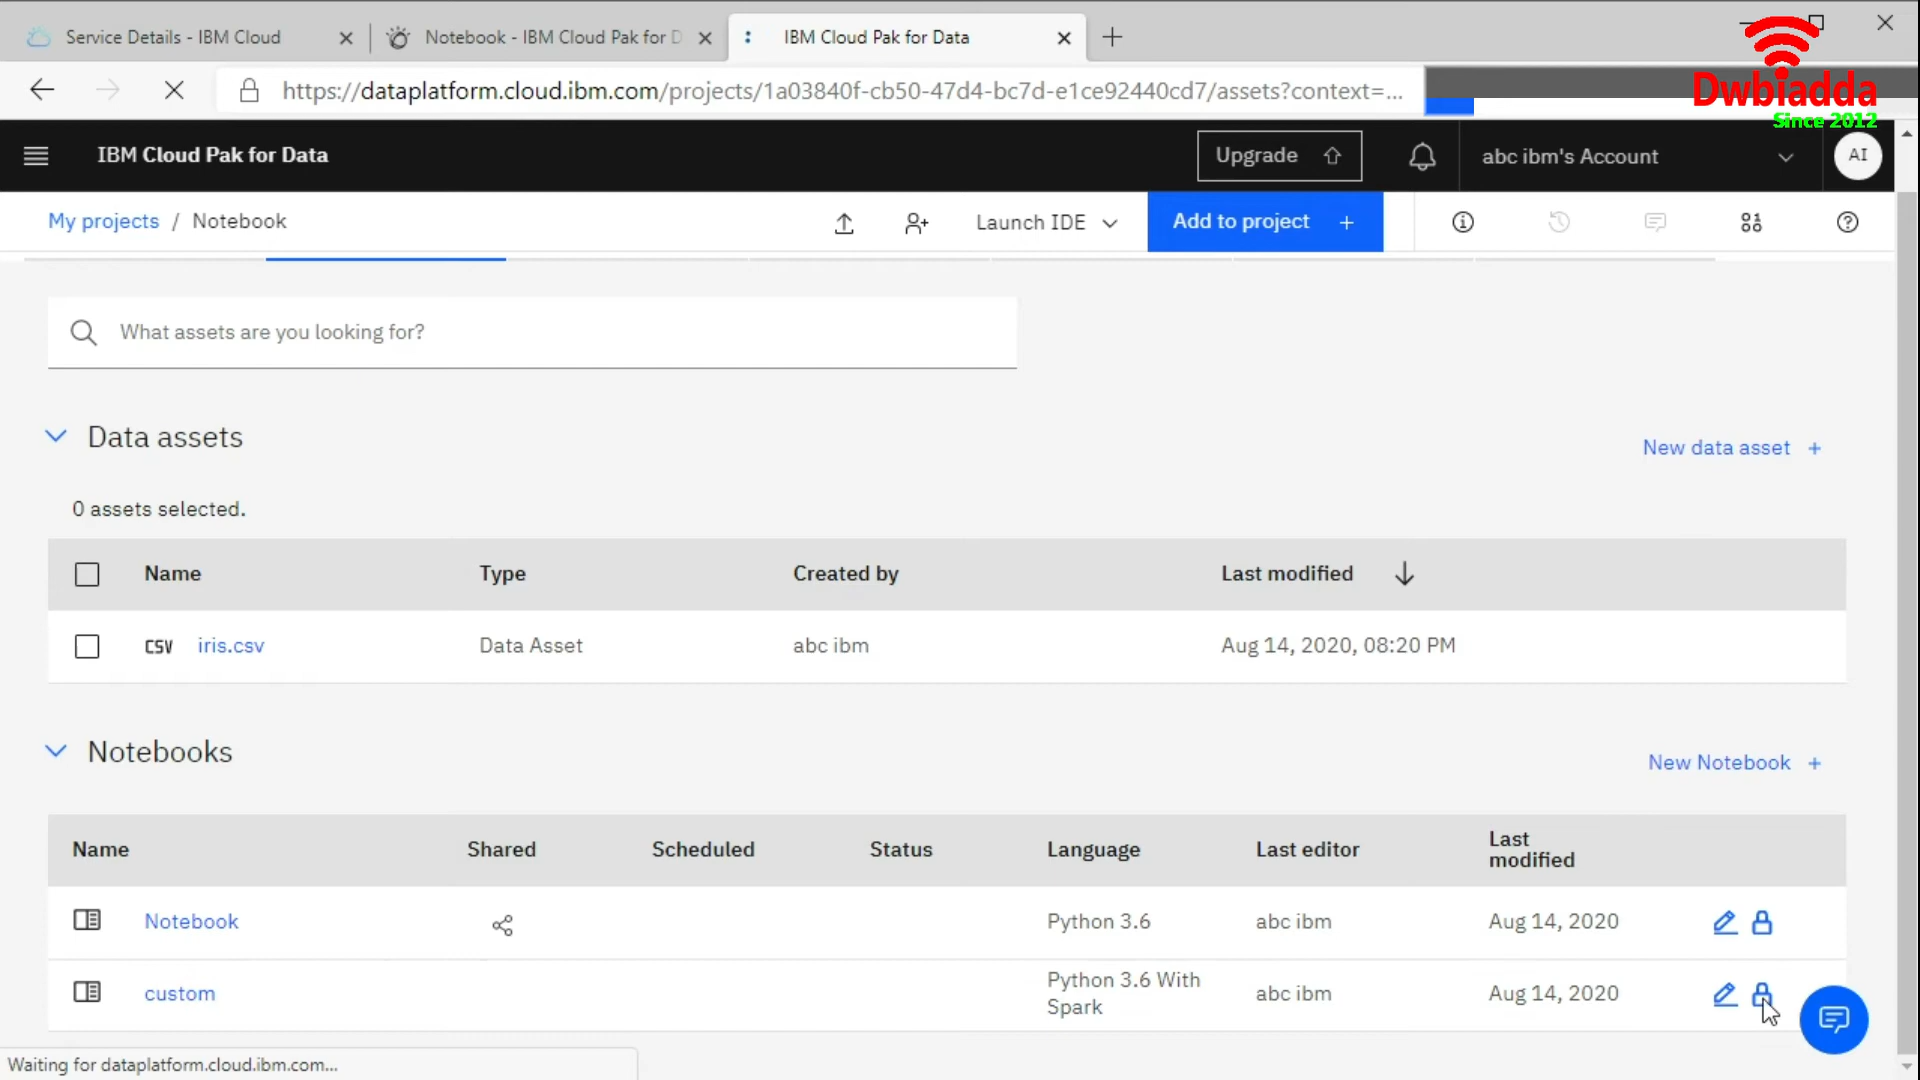 Service Details - IBM Cloud
Notebook - IBM Cloud Pak for D
IBM Cloud Pak for Data
https://dataplatform.cloud.ibm.com/projects/1a03840f-cb50-47d4-bc7d-e1ce92440cd7/assets?context=...
Dwbiadda
Since 2012
IBM Cloud Pak for Data
Upgrade
abc ibm's Account
AI
My projects / Notebook
Launch IDE
Add to project +
What assets are you looking for?
Data assets
New data asset +
0 assets selected.
Name Type Created by Last modified
CSV iris.csv Data Asset abc ibm Aug 14, 2020, 08:20 PM
Notebooks
New Notebook +
Name Shared Scheduled Status Language Last editor Last
modified
Notebook Python 3.6 abc ibm Aug 14, 2020
custom Python 3.6 With abc ibm Aug 14, 2020
Spark
Waiting for dataplatform.cloud.ibm.com...